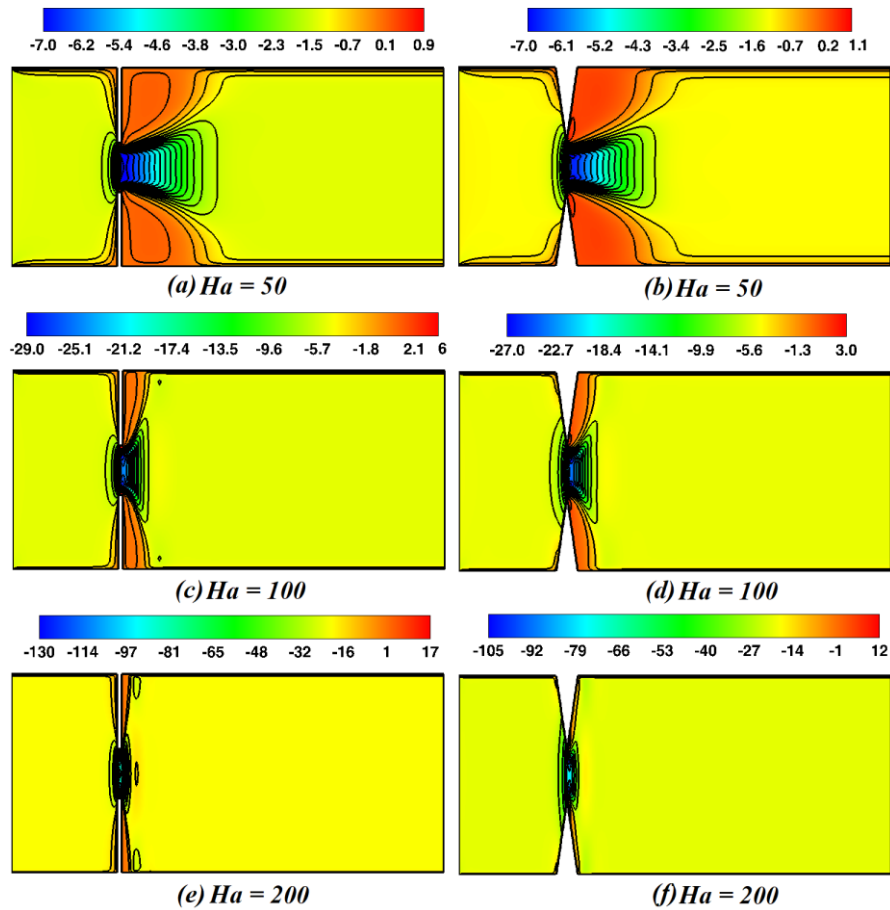 -7.0 -6.2 -5.4 -4.6 -3.8 -3.0 -2.2 -1.5 -0.7 0.1 0.9
-7.0 -6.1 -5.2 -4.3 -3.4 -2.5 -1.6 -0.7 0.2 1.1
(a) Ha = 50
(b) Ha = 50
-29.0 -25.1 -21.2 -17.4 -13.5 -9.6 -5.7 -1.8 2.1 6
-27.0 -22.7 -18.4 -14.1 -9.9 -5.6 -1.3 3.0
(c) Ha = 100
(d) Ha = 100
-130 -114 -97 -81 -65 -48 -32 -16 1 17
-105 -92 -79 -66 -53 -40 -27 -14 -1 12
(e) Ha = 200
(f) Ha = 200